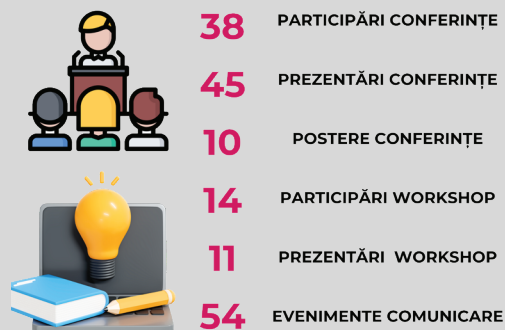 38 PARTICIPĂRI CONFERINȚE
45 PREZENTĂRI CONFERINȚE
10 POSTERE CONFERINȚE
14 PARTICIPĂRI WORKSHOP
11 PREZENTĂRI WORKSHOP
54 EVENIMENTE COMUNICARE